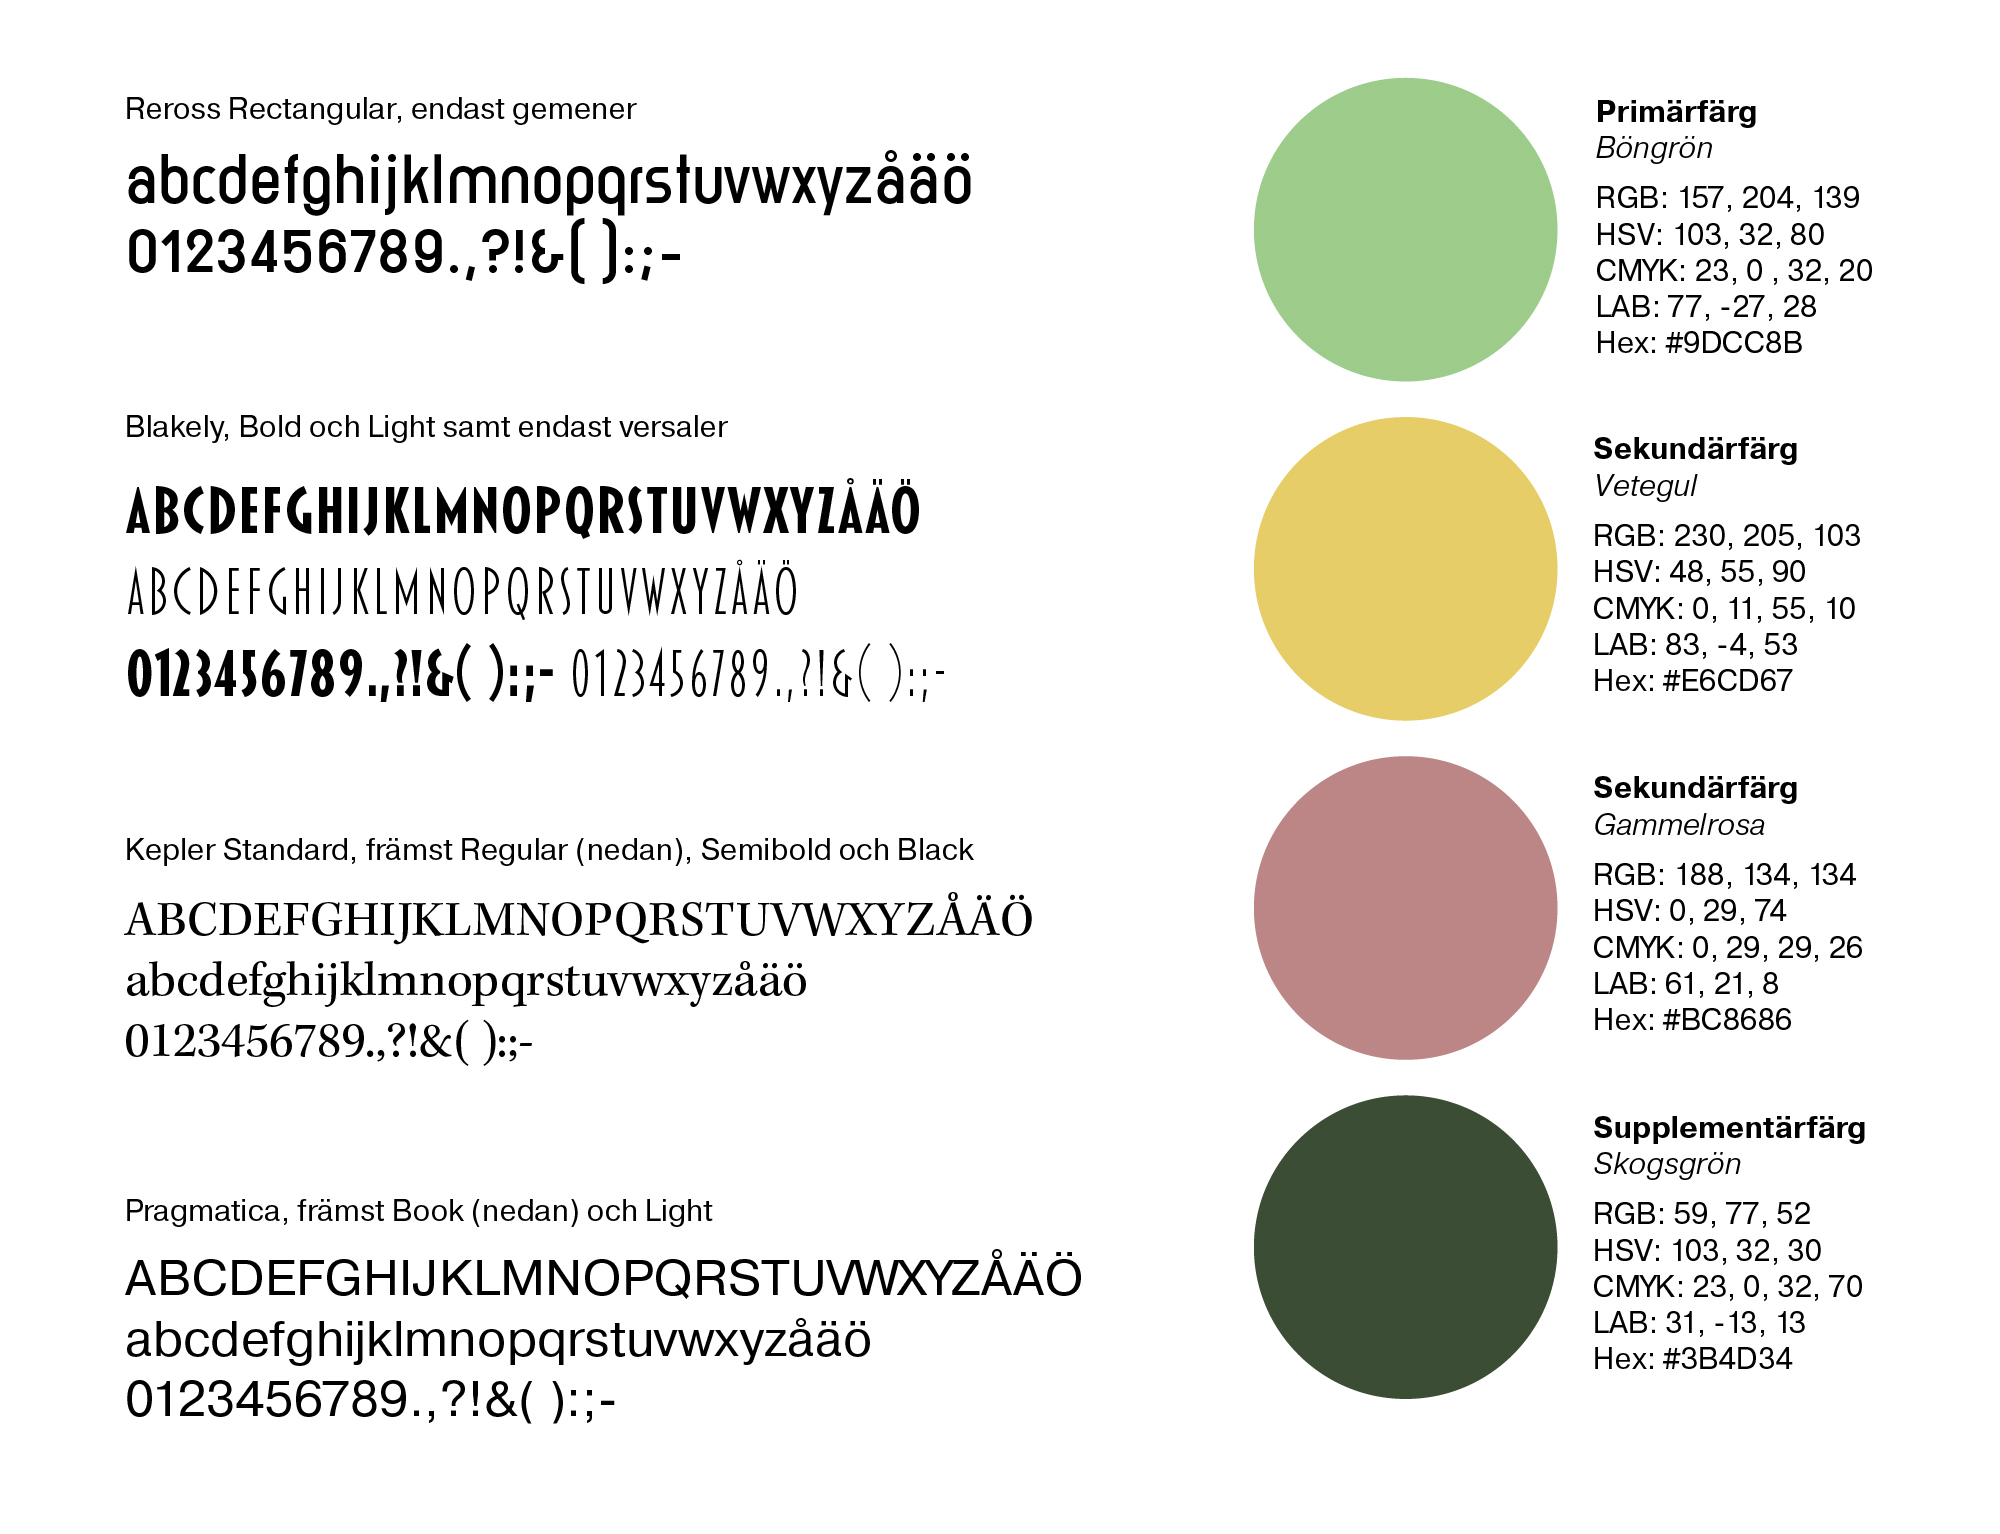 Reross Rectangular, endast gemener
abcdefghijklmnopqrstuvwxyzåäö
0123456789.,?!&( ):;-
Blakely, Bold och Light samt endast versaler
ABCDEFGHIJKLMNOPQRSTUVWXYZÅÄÖ
ABCDEFGHIJKLMNOPQRSTUVWXYZÅÄÖ
0123456789.,?!&( ):;- 0123456789.,?!&( ):;-
Kepler Standard, främst Regular (nedan), Semibold och Black
ABCDEFGHIJKLMNOPQRSTUVWXYZÅÄÖ
abcdefghijklmnopqrstuvwxyzåäö
0123456789.,?!&( ):;-
Pragmatica, främst Book (nedan) och Light
ABCDEFGHIJKLMNOPQRSTUVWXYZÅÄÖ
abcdefghijklmnopqrstuvwxyzåäö
0123456789.,?!&( ):;-
Primärfärg
Böngrön
RGB: 157, 204, 139
HSV: 103, 32, 80
CMYK: 23, 0 , 32, 20
LAB: 77, -27, 28
Hex: #9DCC8B
Sekundärfärg
Vetegul
RGB: 230, 205, 103
HSV: 48, 55, 90
CMYK: 0, 11, 55, 10
LAB: 83, -4, 53
Hex: #E6CD67
Sekundärfärg
Gammelrosa
RGB: 188, 134, 134
HSV: 0, 29, 74
CMYK: 0, 29, 29, 26
LAB: 61, 21, 8
Hex: #BC8686
Supplementärfärg
Skogsgrön
RGB: 59, 77, 52
HSV: 103, 32, 30
CMYK: 23, 0, 32, 70
LAB: 31, -13, 13
Hex: #3B4D34